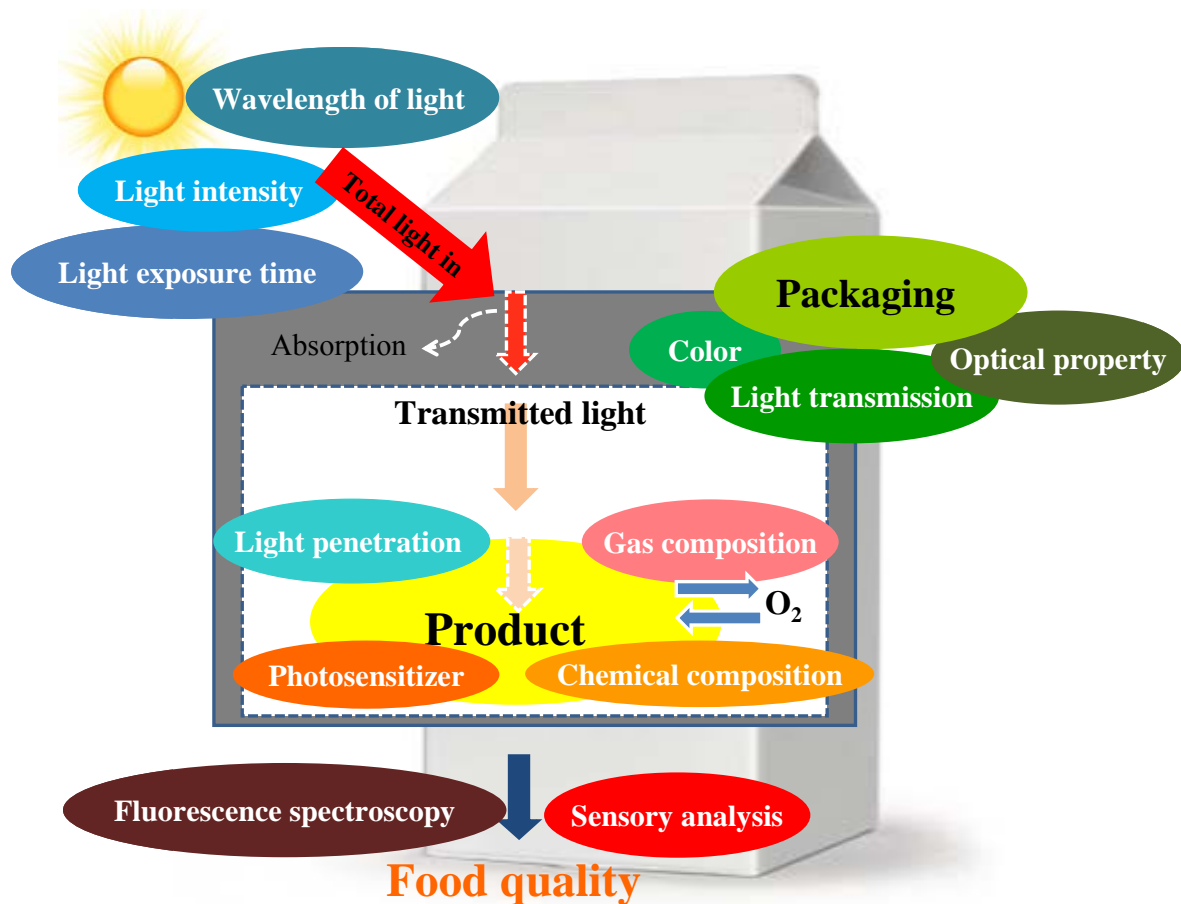 Wavelength of light
Light intensity
Total light in
Light exposure time
Packaging
Absorption
Color
Optical property
Light transmission
Transmitted light
Light penetration
Gas composition
O₂
Product
Photosensitizer
Chemical composition
Fluorescence spectroscopy
Sensory analysis
Food quality